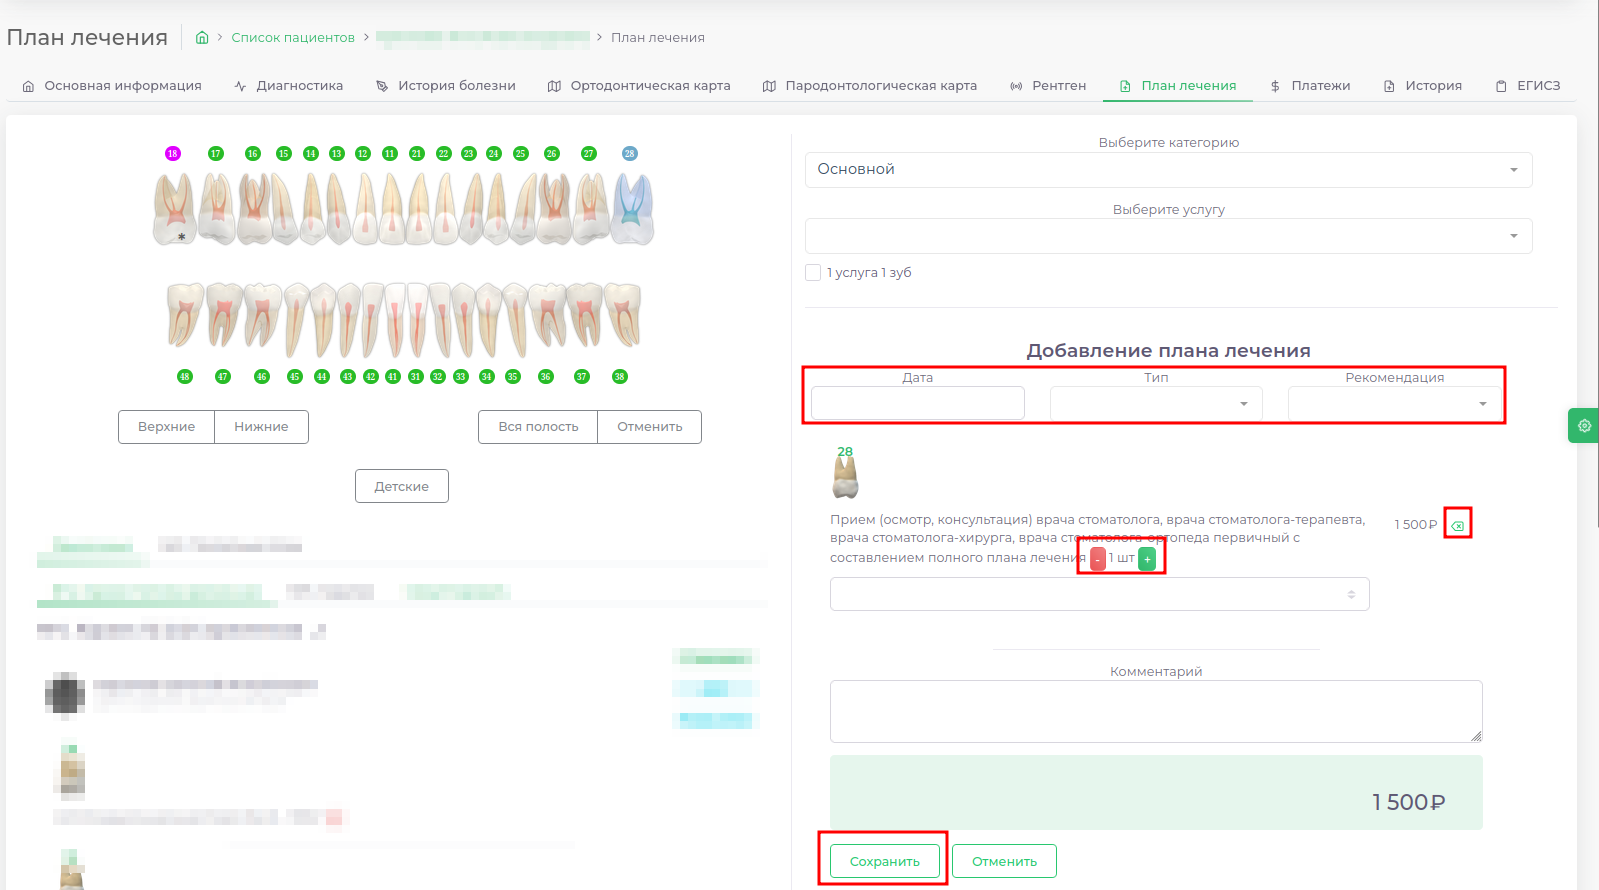 План лечения
Список пациентов
План лечения
Основная информация
Диагностика
История болезни
Ортодонтическая карта
Пародонтологическая карта
Рентген
План лечения
Платежи
История
ЕГИСЗ
18 17 16 15 14 13 12 11 21 22 23 24 25 26 27 28
*
48 47 46 45 44 43 42 41 31 32 33 34 35 36 37 38
Верхние
Нижние
Вся полость
Отменить
Детские
Выберите категорию
Основной
Выберите услугу
1 услуга 1 зуб
Добавление плана лечения
Дата
Тип
Рекомендация
28
Прием (осмотр, консультация) врача стоматолога, врача стоматолога-терапевта,
врача стоматолога-хирурга, врача стоматолога-ортопеда первичный с
составлением полного плана лечения - 1 шт +
1 500₽
Комментарий
1 500₽
Сохранить
Отменить